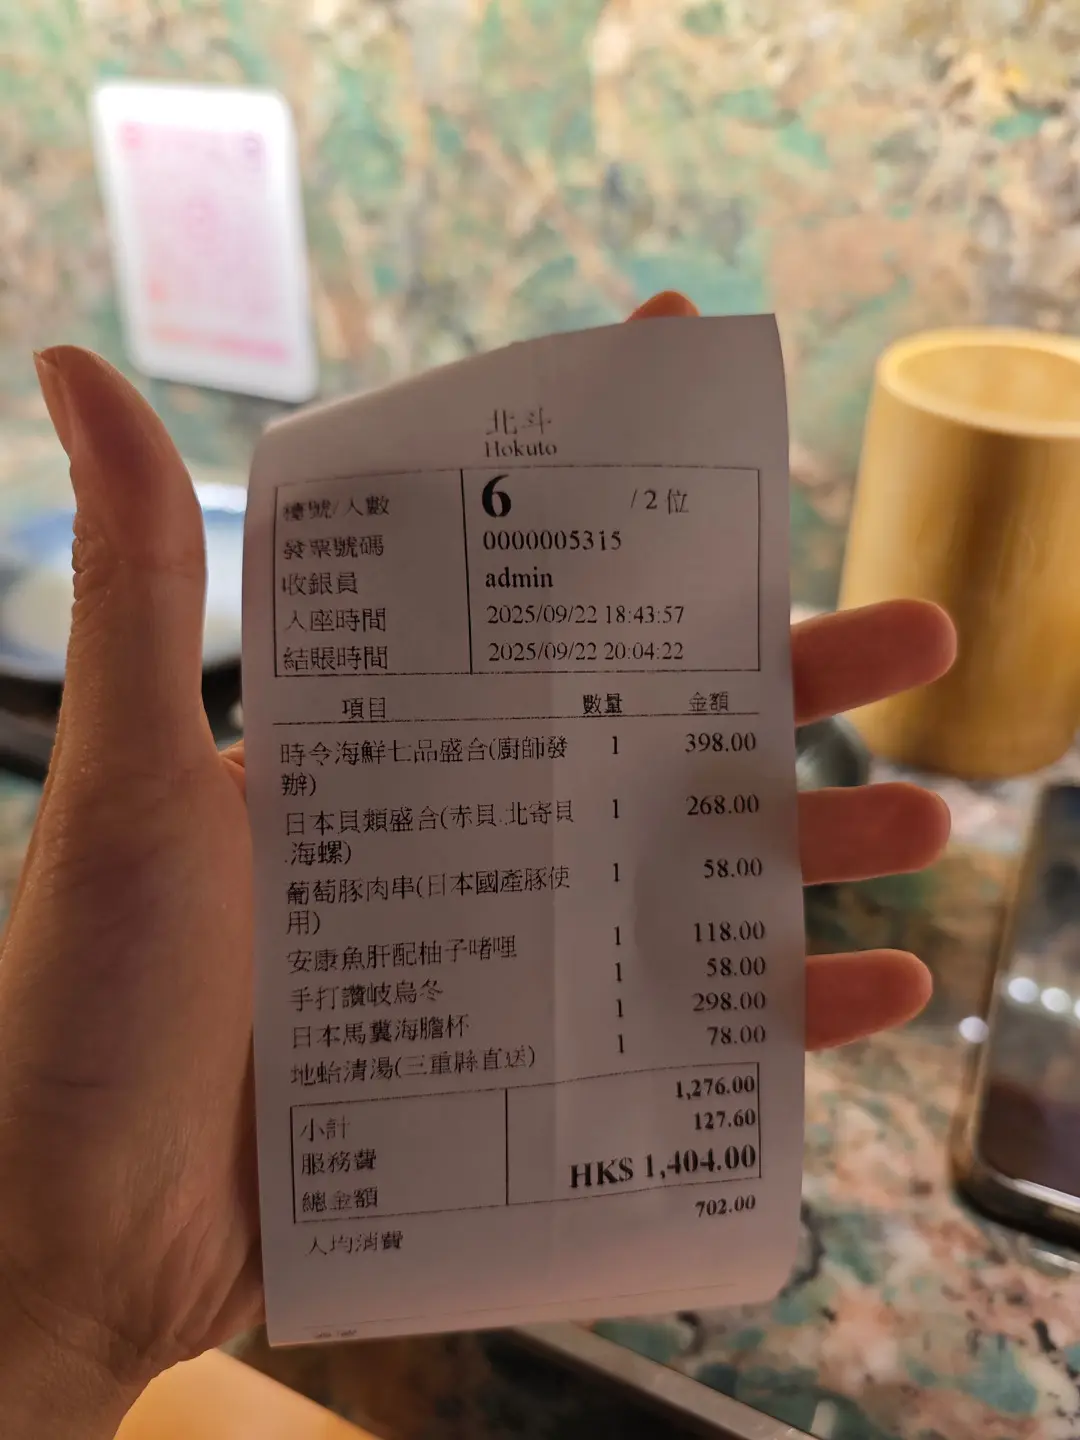 北斗
Hokuto
檯號/人數 6 / 2 位
發票號碼 0000005315
收銀員 admin
入座時間 2025/09/22 18:43:57
結賬時間 2025/09/22 20:04:22
項目 數量 金額
時令海鮮七品盛合(廚師發 1 398.00
辦)
日本貝類盛合(赤貝.北寄貝 1 268.00
.海螺)
葡萄豚肉串(日本國產豚使 1 58.00
用)
安康魚肝配柚子啫哩 1 118.00
手打讚岐烏冬 1 58.00
日本馬糞海膽杯 1 298.00
地蛤清湯(三重縣直送) 1 78.00
小計 1,276.00
服務費 127.60
總金額 HK$ 1,404.00
人均消費 702.00